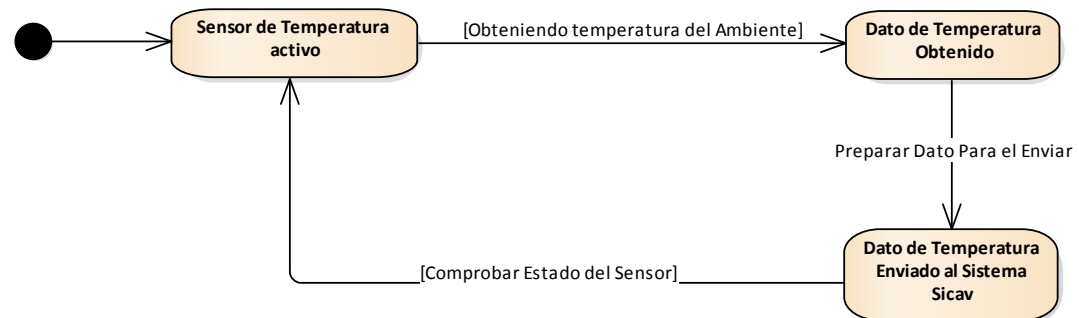 Sensor de Temperatura
activo
[Obteniendo temperatura del Ambiente]
Dato de Temperatura
Obtenido
Preparar Dato Para el Enviar
Dato de Temperatura
Enviado al Sistema
Sicav
[Comprobar Estado del Sensor]